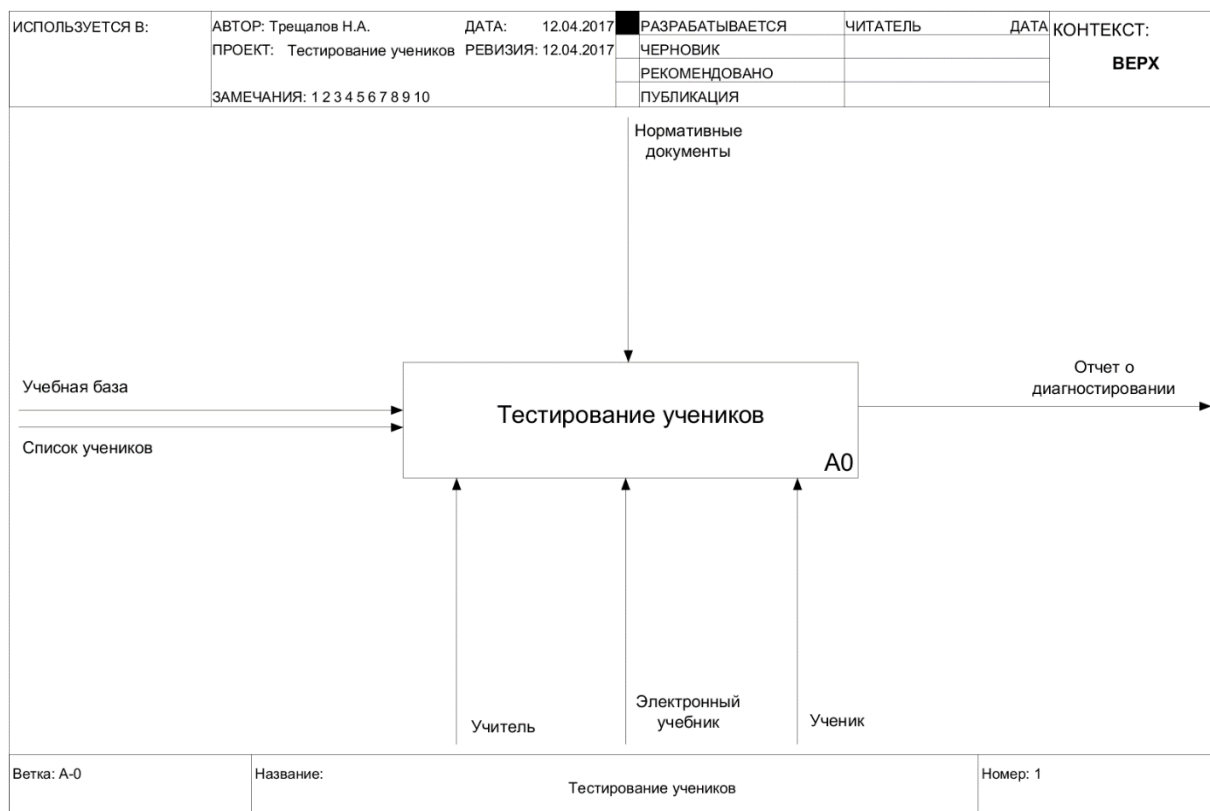 ИСПОЛЬЗУЕТСЯ В:
АВТОР: Трещалов Н.А.
ДАТА: 12.04.2017
ПРОЕКТ: Тестирование учеников
РЕВИЗИЯ: 12.04.2017
ЗАМЕЧАНИЯ: 1 2 3 4 5 6 7 8 9 10
РАЗРАБАТЫВАЕТСЯ
ЧЕРНОВИК
РЕКОМЕНДОВАНО
ПУБЛИКАЦИЯ
ЧИТАТЕЛЬ
ДАТА
КОНТЕКСТ:
ВЕРХ
Нормативные
документы
Учебная база
Список учеников
Тестирование учеников
A0
Отчет о
диагностировании
Учитель
Электронный
учебник
Ученик
Ветка: A-0
Название:
Тестирование учеников
Номер: 1